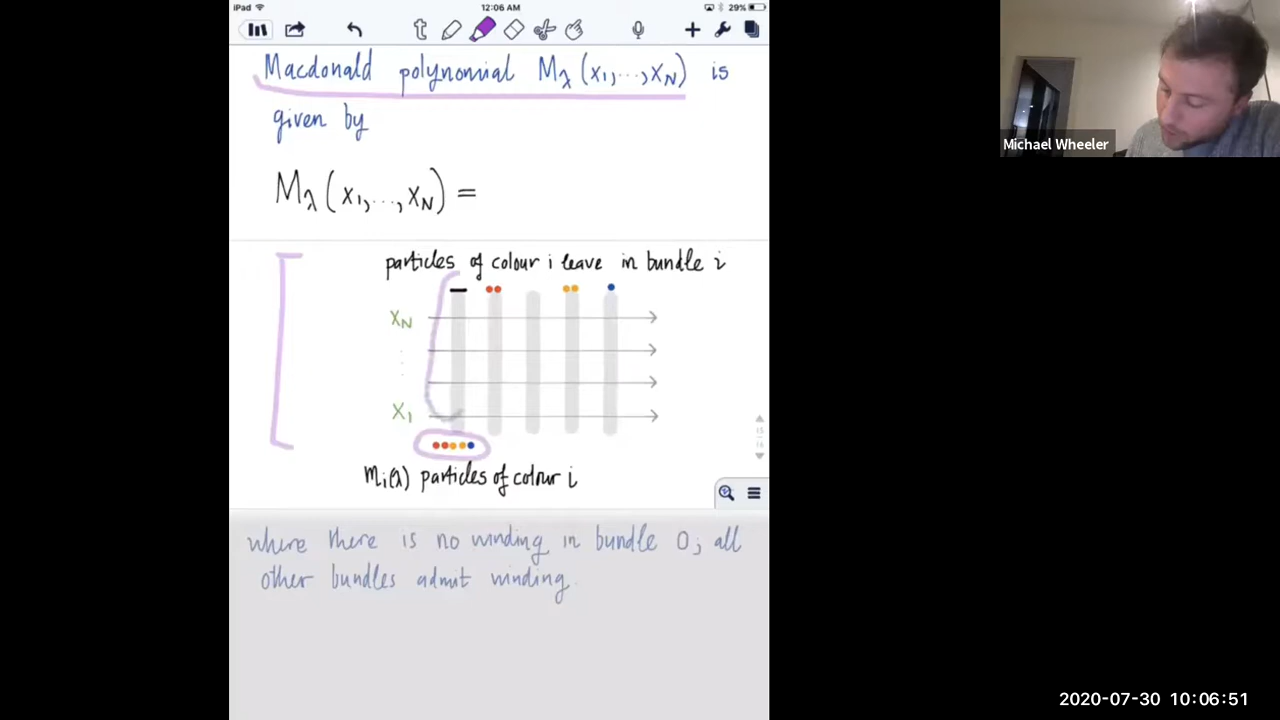 iPad 12:06 AM 29%
Macdonald polynomial Mλ(x1,...,xN) is
given by
Mλ(x1,...,xN) =
particles of colour i leave in bundle i
xN
x1
mi(λ) particles of colour i
where there is no winding in bundle 0; all
other bundles admit winding.
Michael Wheeler
2020-07-30 10:06:51